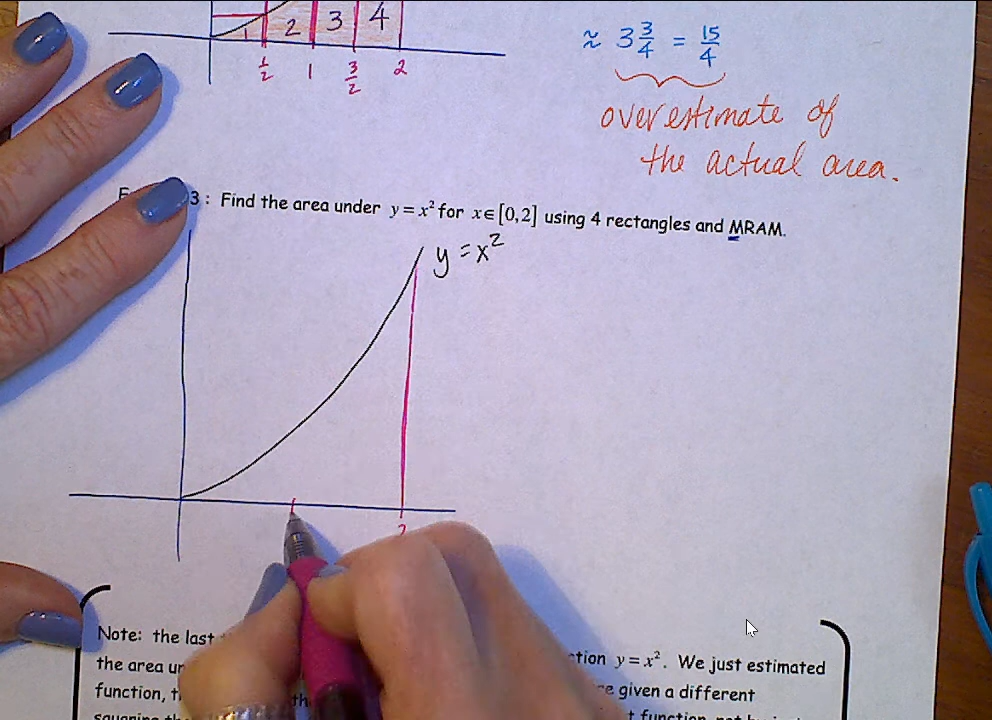 1 2 3 4
1/2 1 3/2 2
≈ 3 3/4 = 15/4
overestimate of
the actual area.
3: Find the area under y = x² for x∈[0,2] using 4 rectangles and MRAM.
y = x²
2
Note: the last
y = x². We just estimated
the area
function, given a different
function